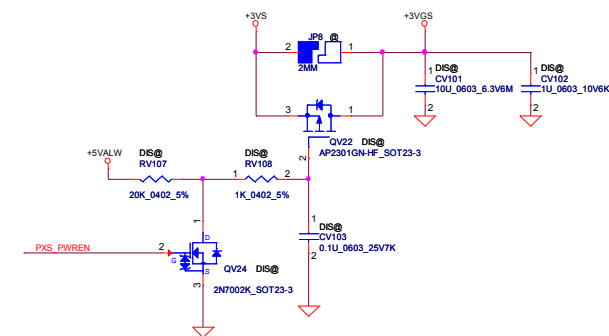 +3VS
+3VGS
JP8 @
2 1
2MM
DIS@
CV101
10U_0603_6.3V6M
1
2
DIS@
CV102
1U_0603_10V6K
1
2
3 1
QV22 DIS@
AP2301GN-HF_SOT23-3
2
+5VALW
DIS@
RV107
20K_0402_5%
DIS@
RV108
1 2
1K_0402_5%
1
DIS@
CV103
0.1U_0603_25V7K
2
1
D
PXS_PWREN
2
G
S
3
QV24 DIS@
2N7002K_SOT23-3